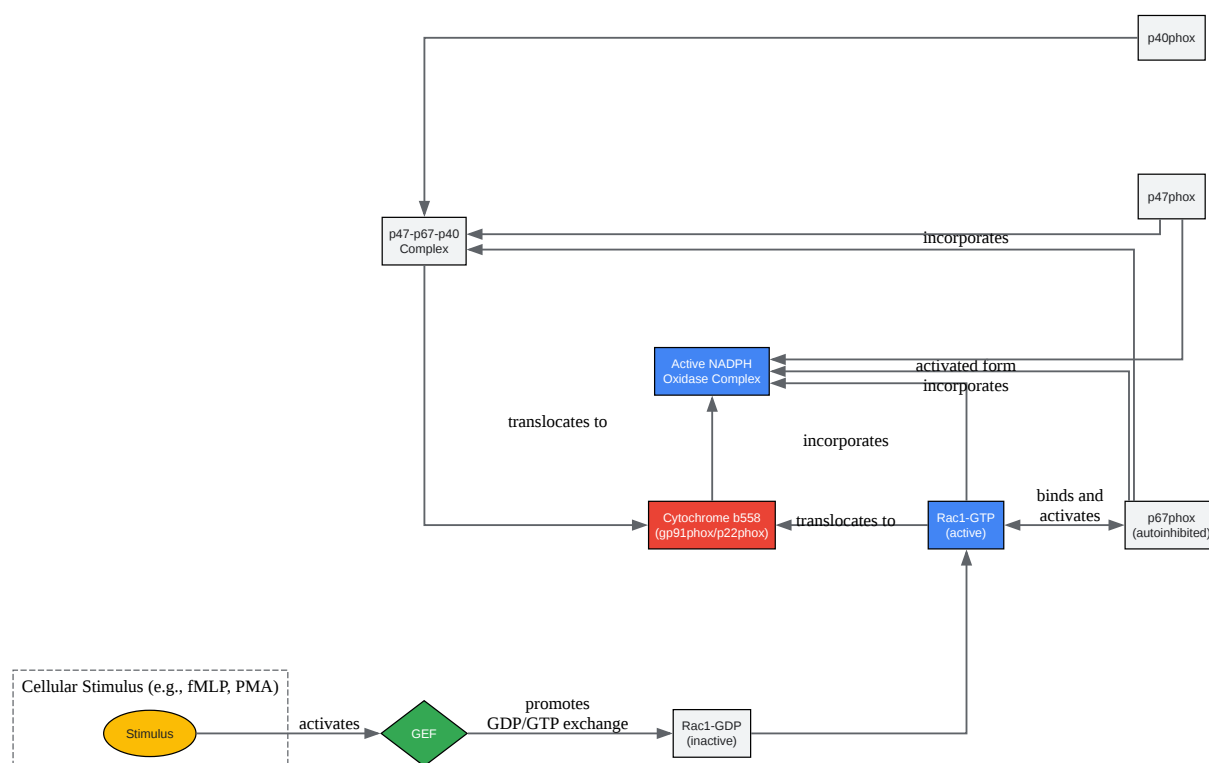 p40phox
p47phox
p47-p67-p40
Complex
incorporates
Active NADPH
Oxidase Complex
activated form
incorporates
translocates to
incorporates
binds and
activates
Cytochrome b558
(gp91phox/p22phox)
translocates to
Rac1-GTP
(active)
p67phox
(autoinhibited)
Cellular Stimulus (e.g., fMLP, PMA)
Stimulus
activates
GEF
promotes
GDP/GTP exchange
Rac1-GDP
(inactive)